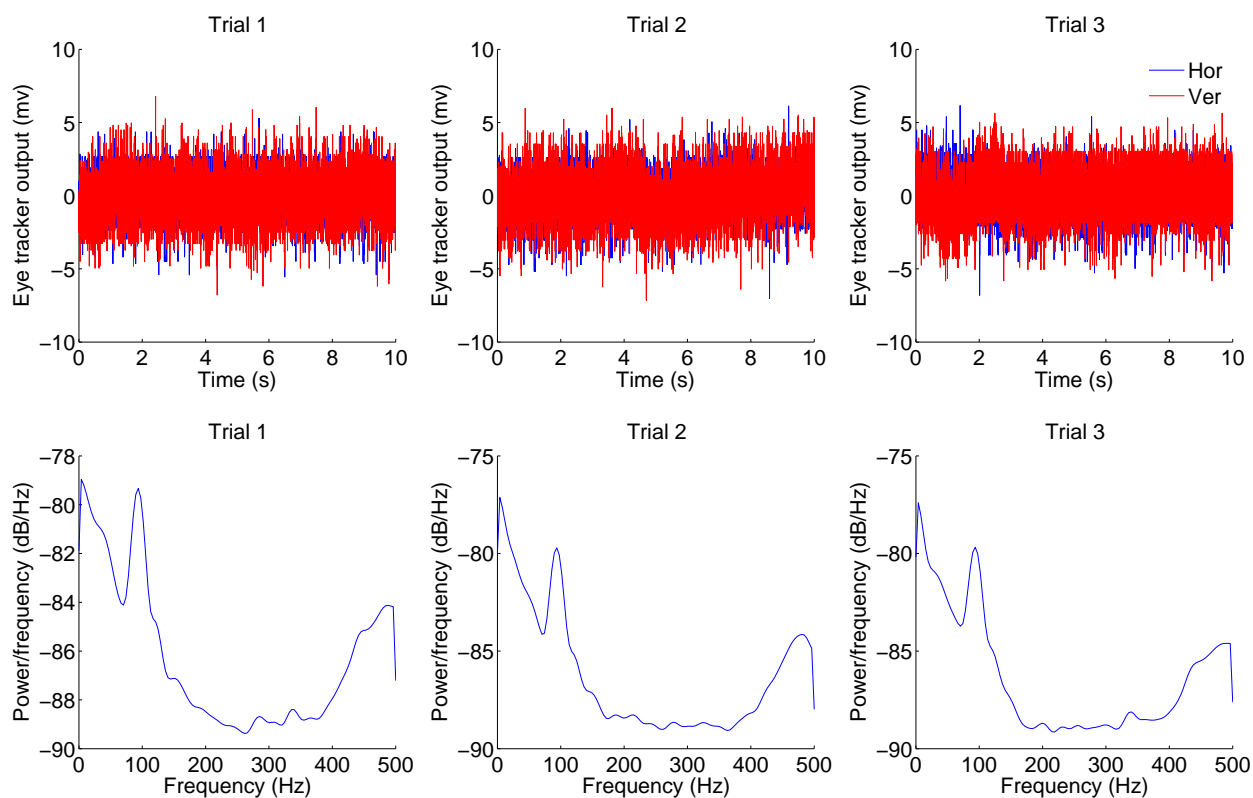 Trial 1
Trial 2
Trial 3
10
5
0
−5
−10
Eye tracker output (mv)
0 2 4 6 8 10
Time (s)
10
5
0
−5
−10
Eye tracker output (mv)
0 2 4 6 8 10
Time (s)
10
5
0
−5
−10
Eye tracker output (mv)
Hor
Ver
0 2 4 6 8 10
Time (s)
Trial 1
Trial 2
Trial 3
−78
−80
−82
−84
−86
−88
−90
Power/frequency (dB/Hz)
0 100 200 300 400 500
Frequency (Hz)
−75
−80
−85
−90
Power/frequency (dB/Hz)
0 100 200 300 400 500
Frequency (Hz)
−75
−80
−85
−90
Power/frequency (dB/Hz)
0 100 200 300 400 500
Frequency (Hz)